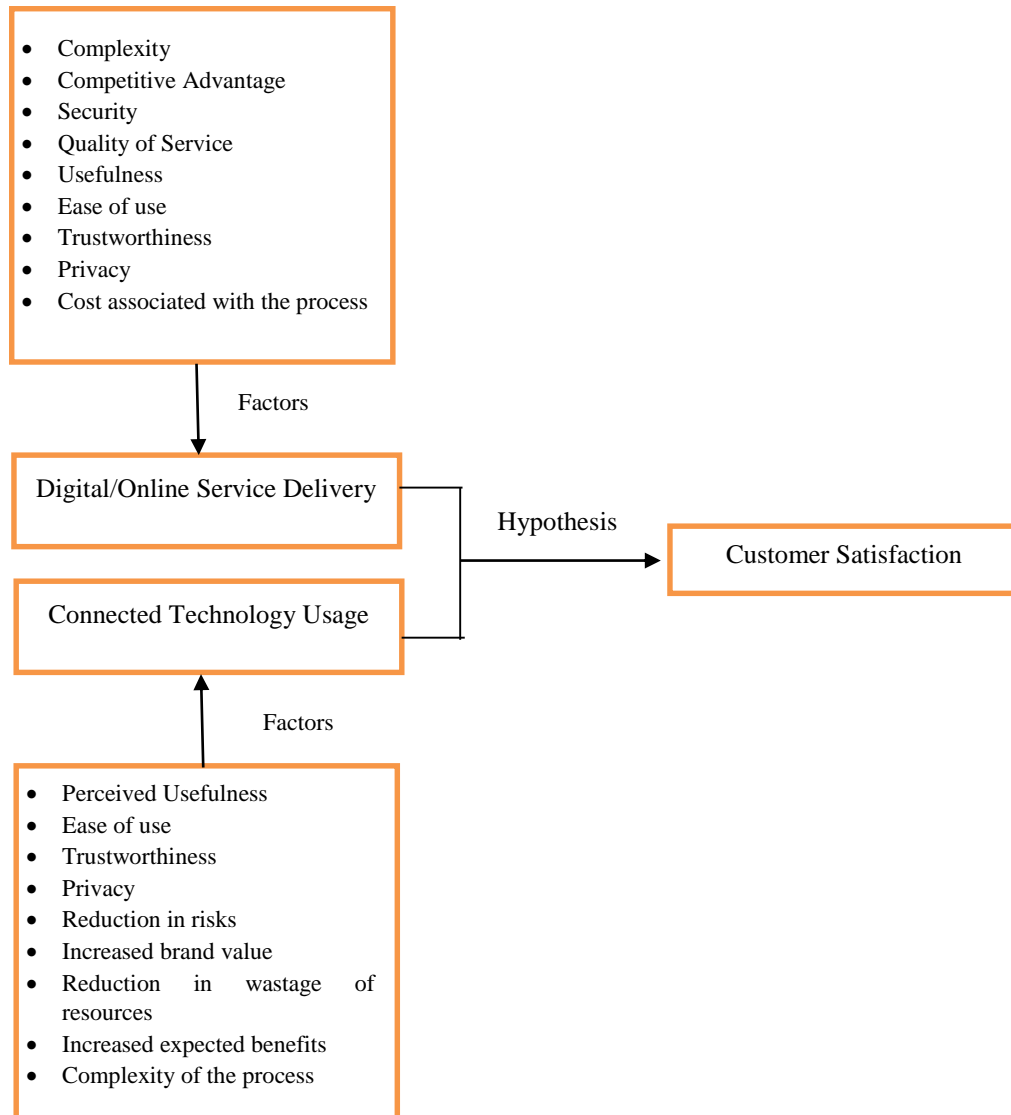 • Complexity
• Competitive Advantage
• Security
• Quality of Service
• Usefulness
• Ease of use
• Trustworthiness
• Privacy
• Cost associated with the process
Factors
Digital/Online Service Delivery
Hypothesis
Customer Satisfaction
Connected Technology Usage
Factors
• Perceived Usefulness
• Ease of use
• Trustworthiness
• Privacy
• Reduction in risks
• Increased brand value
• Reduction in wastage of
resources
• Increased expected benefits
• Complexity of the process